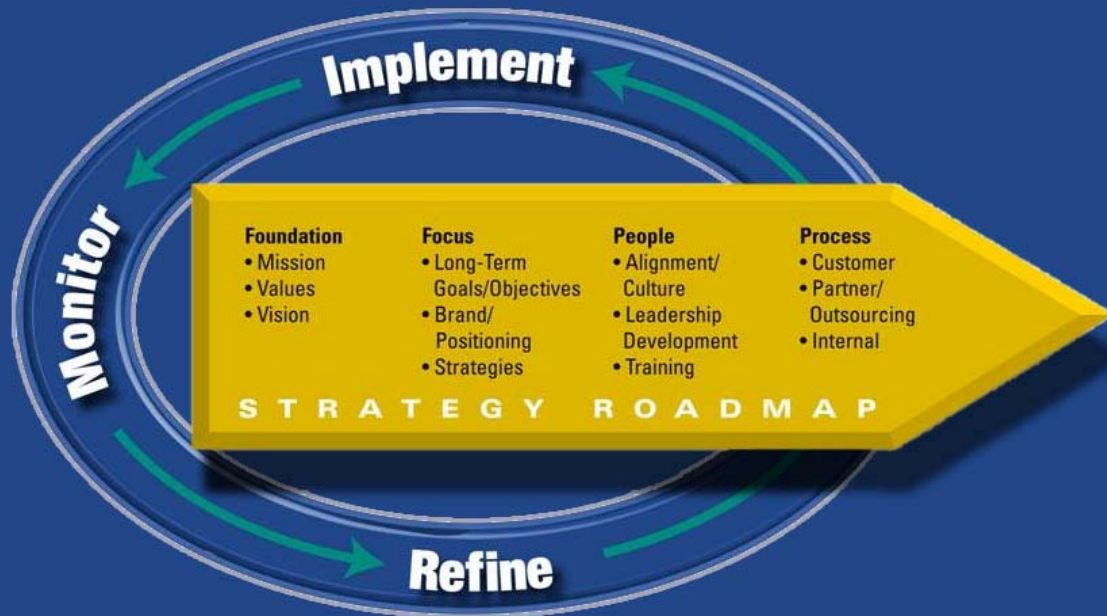 Implement
Monitor
Foundation
• Mission
• Values
• Vision
Focus
• Long-Term
Goals/Objectives
• Brand/
Positioning
• Strategies
People
• Alignment/
Culture
• Leadership
Development
• Training
Process
• Customer
• Partner/
Outsourcing
• Internal
STRATEGY ROADMAP
Refine